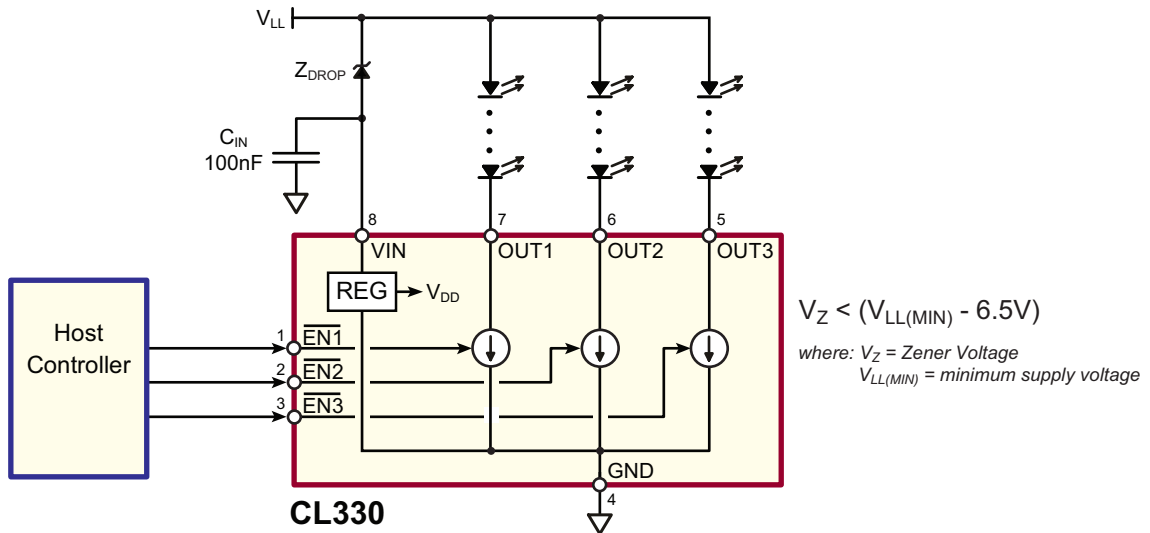 VLL
ZDROP
CIN
100nF
8
7
6
5
VIN
OUT1
OUT2
OUT3
REG
VDD
Host
Controller
1
EN1
2
EN2
3
EN3
GND
4
CL330
VZ < (VLL(MIN) - 6.5V)
where: VZ = Zener Voltage
VLL(MIN) = minimum supply voltage